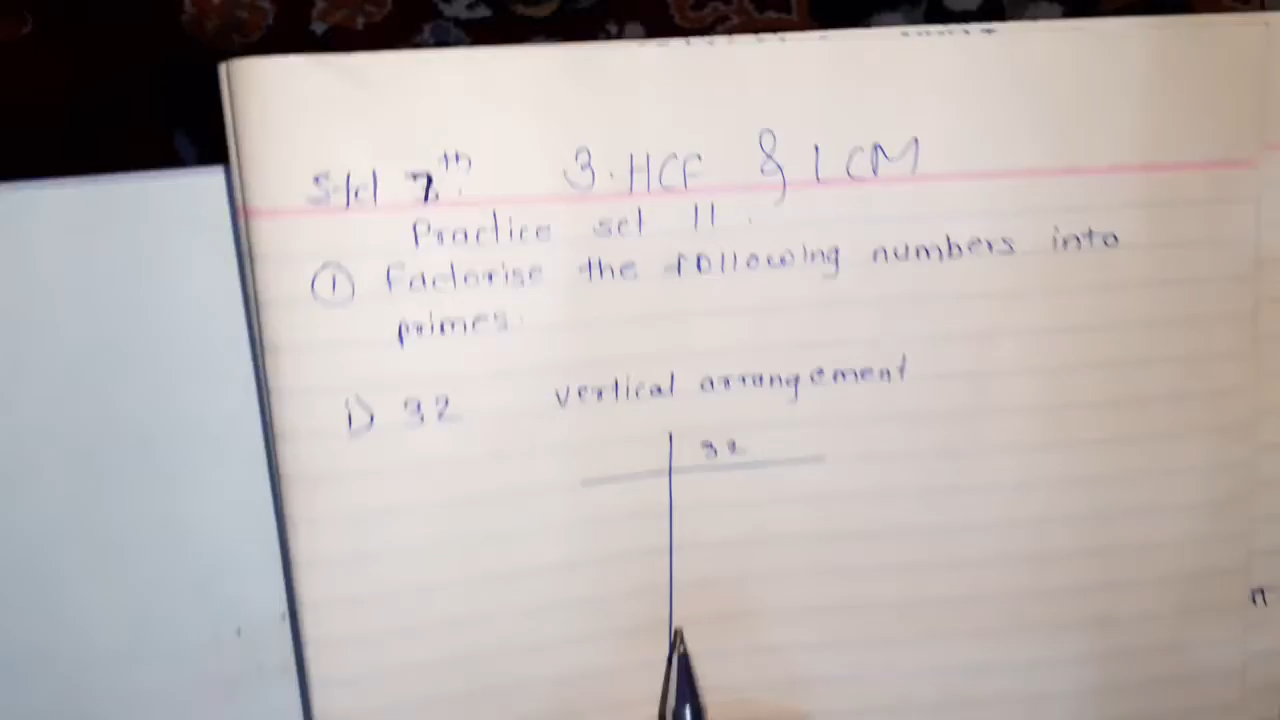 Std 7th. 3. HCF & LCM
Practice set 11.
① Factorise the following numbers into
primes.
i) 32 vertical arrangement
32